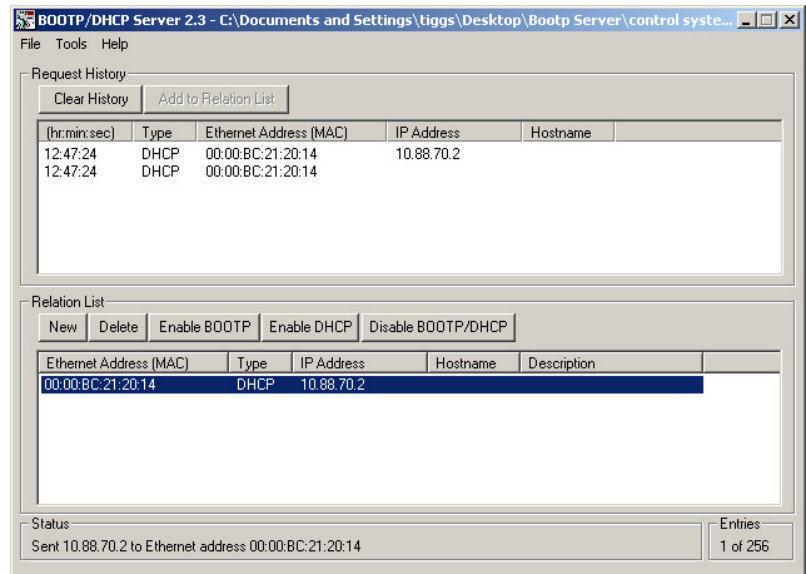 BOOTP/DHCP Server 2.3 - C:\Documents and Settings\tiggs\Desktop\Bootp Server\control syste...
File Tools Help
Request History
Clear History Add to Relation List
(hr:min:sec) Type Ethernet Address (MAC) IP Address Hostname
12:47:24 DHCP 00:00:BC:21:20:14 10.88.70.2
12:47:24 DHCP 00:00:BC:21:20:14
Relation List
New Delete Enable BOOTP Enable DHCP Disable BOOTP/DHCP
Ethernet Address (MAC) Type IP Address Hostname Description
00:00:BC:21:20:14 DHCP 10.88.70.2
Status Entries
Sent 10.88.70.2 to Ethernet address 00:00:BC:21:20:14 1 of 256